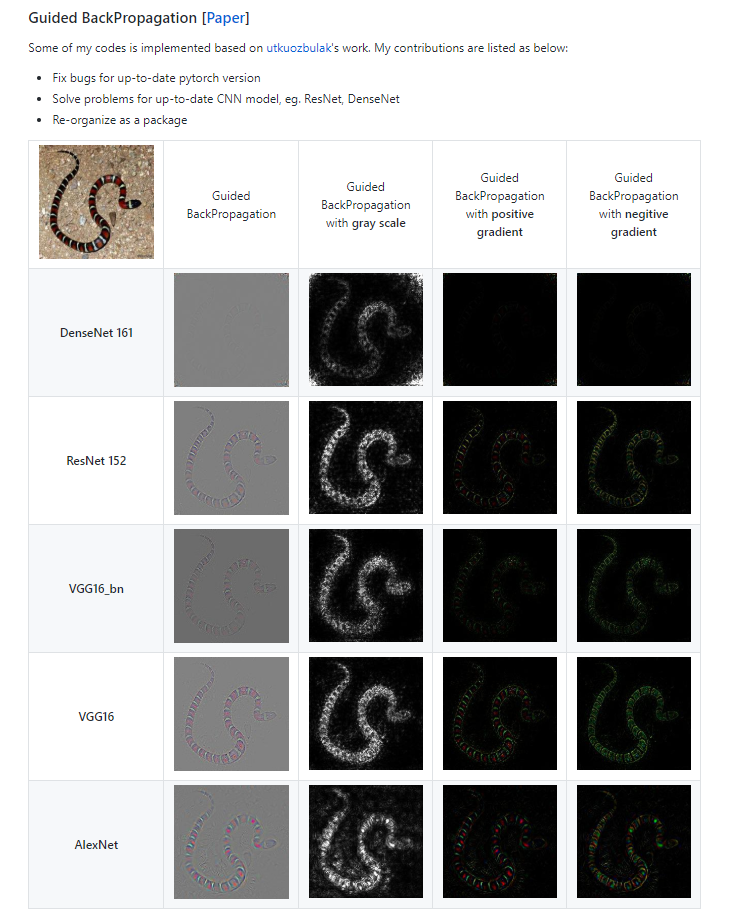 Guided BackPropagation [Paper]
Some of my codes is implemented based on utkuozbulak's work. My contributions are listed as below:
• Fix bugs for up-to-date pytorch version
• Solve problems for up-to-date CNN model, eg. ResNet, DenseNet
• Re-organize as a package
Guided
BackPropagation
Guided
BackPropagation
with gray scale
Guided
BackPropagation
with positive
gradient
Guided
BackPropagation
with negitive
gradient
DenseNet 161
ResNet 152
VGG16_bn
VGG16
AlexNet